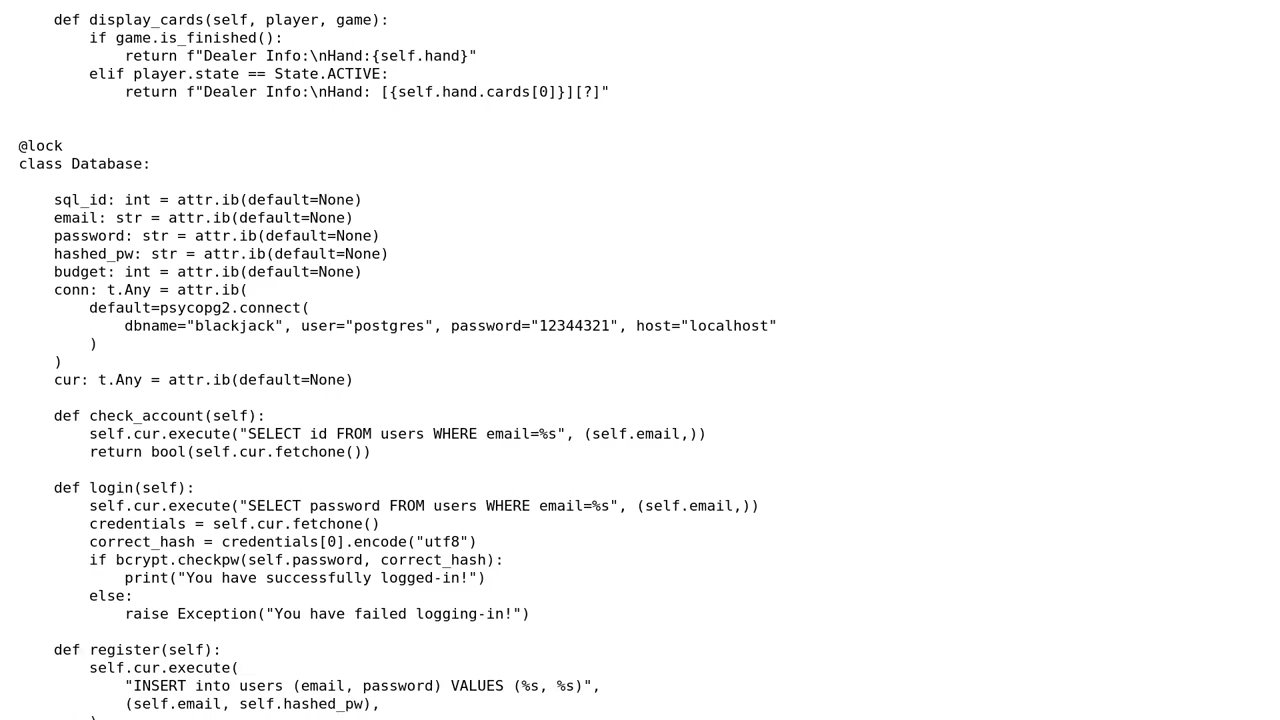 def display_cards(self, player, game):
        if game.is_finished():
            return f"Dealer Info:\nHand:{self.hand}"
        elif player.state == State.ACTIVE:
            return f"Dealer Info:\nHand: [{self.hand.cards[0]}][?]"
@lock
class Database:
    sql_id: int = attr.ib(default=None)
    email: str = attr.ib(default=None)
    password: str = attr.ib(default=None)
    hashed_pw: str = attr.ib(default=None)
    budget: int = attr.ib(default=None)
    conn: t.Any = attr.ib(
        default=psycopg2.connect(
            dbname="blackjack", user="postgres", password="12344321", host="localhost"
        )
    )
    cur: t.Any = attr.ib(default=None)
    def check_account(self):
        self.cur.execute("SELECT id FROM users WHERE email=%s", (self.email,))
        return bool(self.cur.fetchone())
    def login(self):
        self.cur.execute("SELECT password FROM users WHERE email=%s", (self.email,))
        credentials = self.cur.fetchone()
        correct_hash = credentials[0].encode("utf8")
        if bcrypt.checkpw(self.password, correct_hash):
            print("You have successfully logged-in!")
        else:
            raise Exception("You have failed logging-in!")
    def register(self):
        self.cur.execute(
            "INSERT into users (email, password) VALUES (%s, %s)",
            (self.email, self.hashed_pw),
        )